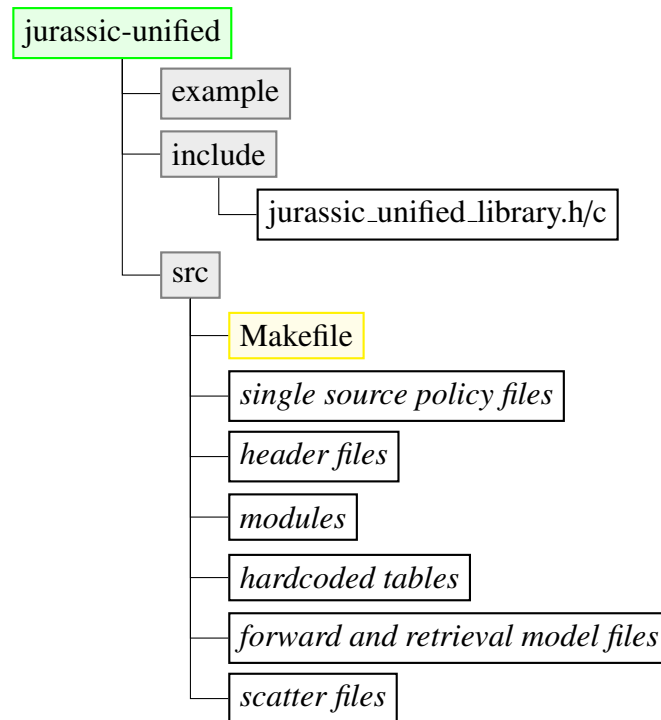 jurassic-unified
example
include
jurassic_unified_library.h/c
src
Makefile
single source policy files
header files
modules
hardcoded tables
forward and retrieval model files
scatter files